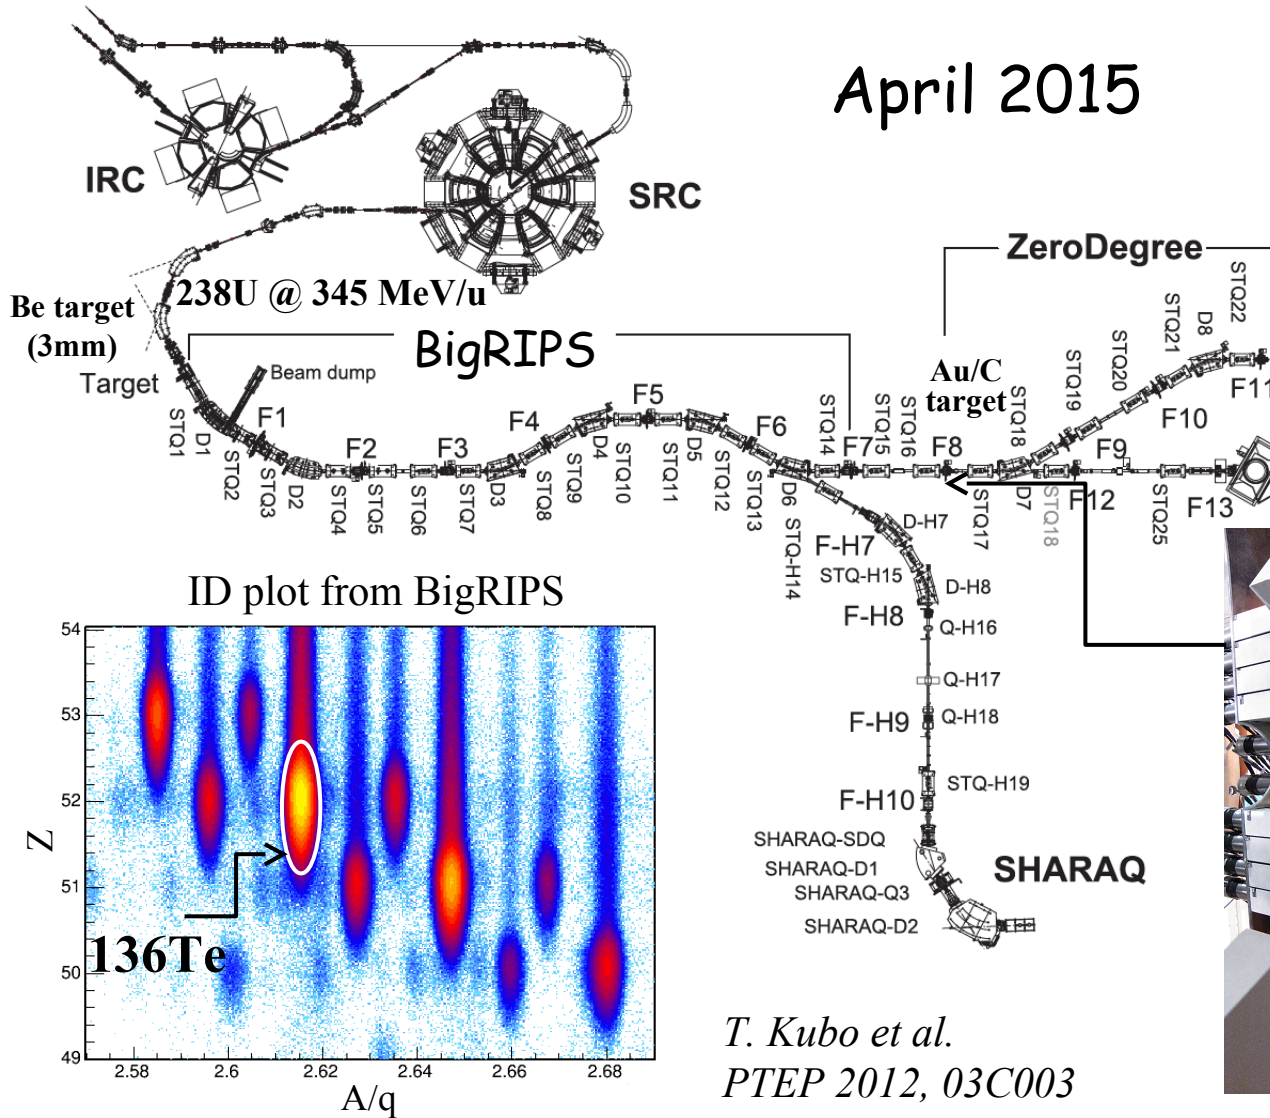 April 2015
IRC
SRC
ZeroDegree
238U @ 345 MeV/u
Be target
(3mm)
BigRIPS
Target
Beam dump
Au/C
target
F1
F2
F3
F4
F5
F6
F7
F8
F9
F10
F11
F12
F13
STQ1
D1
STQ2
STQ3
D2
STQ4
STQ5
STQ6
STQ7
D3
STQ8
STQ9
D4
STQ10
STQ11
D5
STQ12
STQ13
D6
STQ-H14
STQ14
STQ15
STQ16
STQ17
STQ18
D7
STQ18
STQ19
STQ20
STQ21
D8
STQ22
STQ25
D-H7
F-H7
STQ-H15
D-H8
F-H8
Q-H16
Q-H17
F-H9
Q-H18
STQ-H19
F-H10
SHARAQ-SDQ
SHARAQ-D1
SHARAQ-Q3
SHARAQ-D2
SHARAQ
ID plot from BigRIPS
54
53
52
51
50
49
Z
136Te
2.58
2.6
2.62
2.64
2.66
2.68
A/q
T. Kubo et al.
PTEP 2012, 03C003